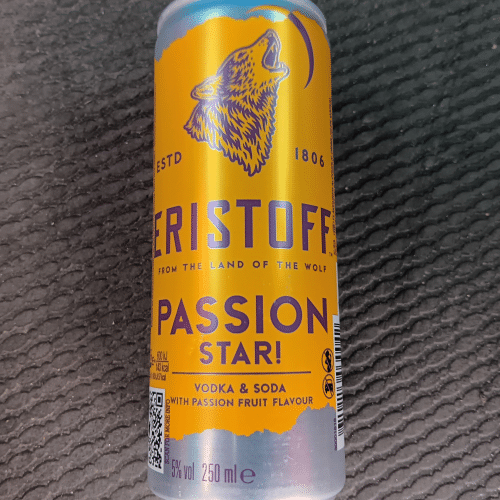 ESTD 1806
ERISTOFF
FROM THE LAND OF THE WOLF
PASSION
STAR!
VODKA & SODA
WITH PASSION FRUIT FLAVOUR
5% vol 250 ml e